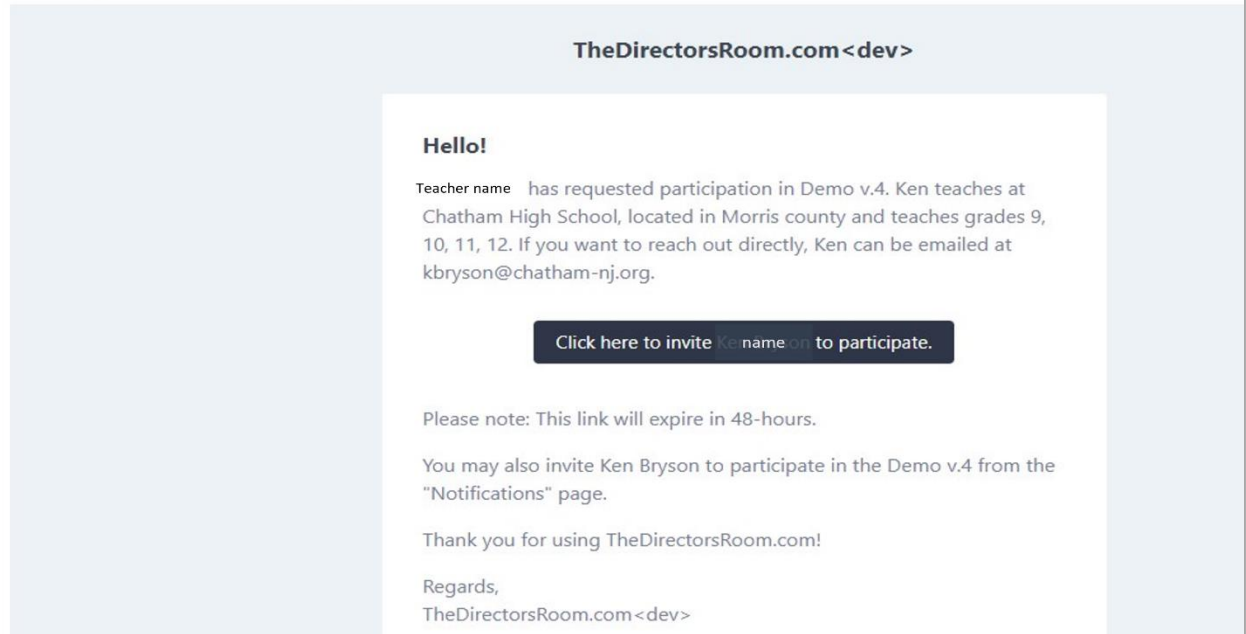 TheDirectorsRoom.com<dev>
Hello!
Teacher name has requested participation in Demo v.4. Ken teaches at
Chatham High School, located in Morris county and teaches grades 9,
10, 11, 12. If you want to reach out directly, Ken can be emailed at
kbryson@chatham-nj.org.
Click here to invite name to participate.
Please note: This link will expire in 48-hours.
You may also invite Ken Bryson to participate in the Demo v.4 from the
"Notifications" page.
Thank you for using TheDirectorsRoom.com!
Regards,
TheDirectorsRoom.com<dev>